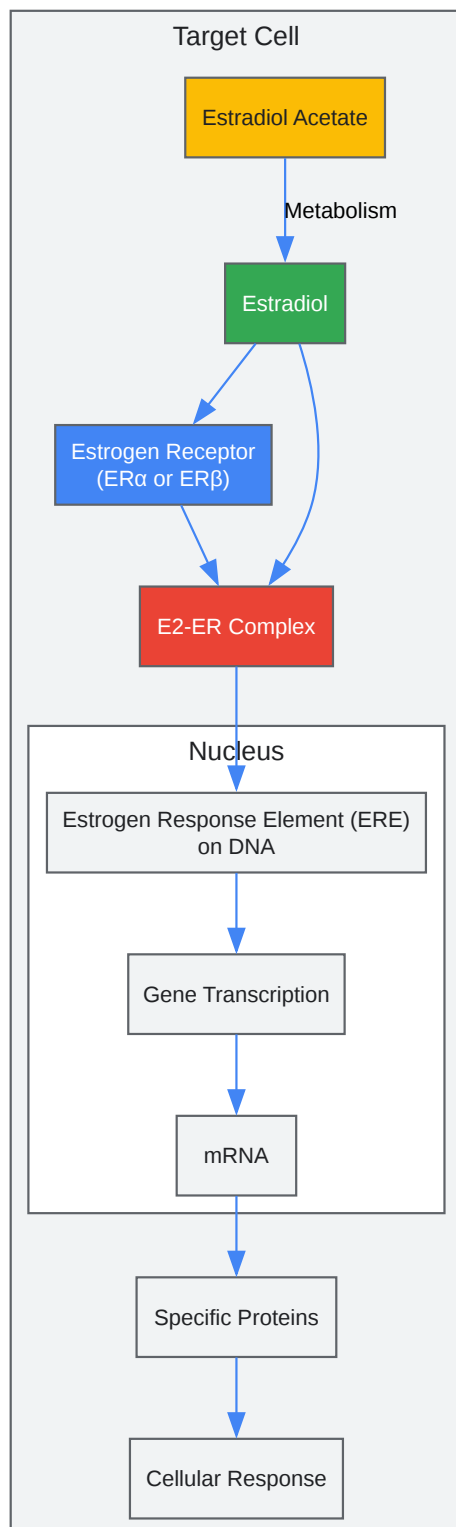 Target Cell
Estradiol Acetate
Metabolism
Estradiol
Estrogen Receptor
(ERα or ERβ)
E2-ER Complex
Nucleus
Estrogen Response Element (ERE)
on DNA
Gene Transcription
mRNA
Specific Proteins
Cellular Response